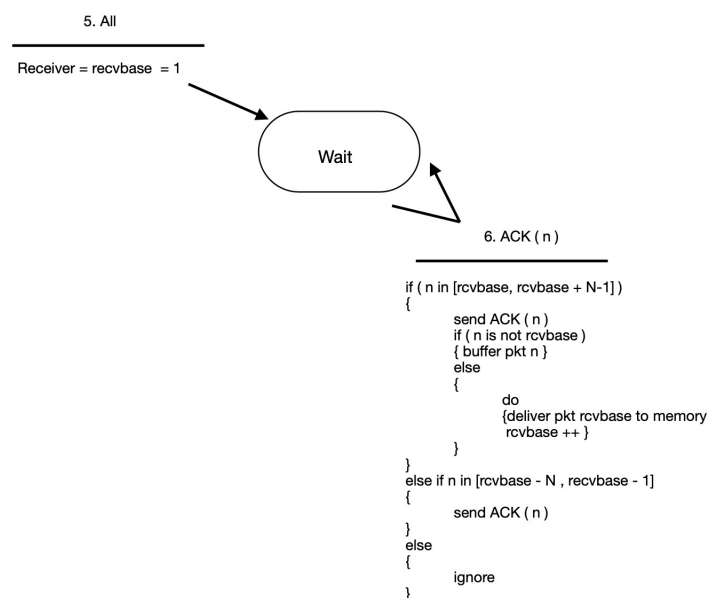 5. All
Receiver = recvbase = 1
Wait
6. ACK ( n )
if ( n in [rcvbase, rcvbase + N-1] )
{
send ACK ( n )
if ( n is not rcvbase )
{ buffer pkt n }
else
{
do
{deliver pkt rcvbase to memory
rcvbase ++ }
}
}
else if n in [rcvbase - N , recvbase - 1]
{
send ACK ( n )
}
else
{
ignore
}